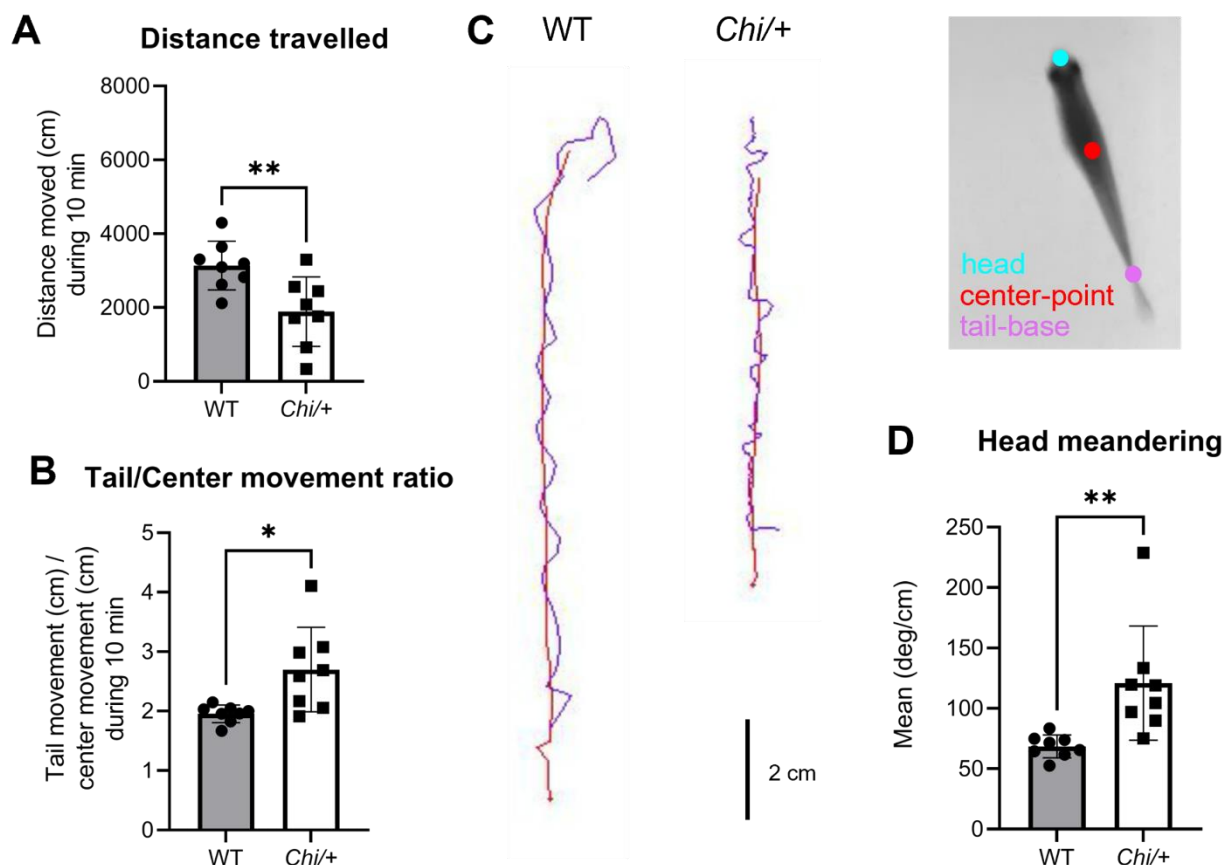 A
Distance travelled
Distance moved (cm)
during 10 min
8000
6000
4000
2000
0
**
WT
Chi/+
B
Tail/Center movement ratio
Tail movement (cm) /
center movement (cm)
during 10 min
5
4
3
2
1
0
*
WT
Chi/+
C
WT
Chi/+
2 cm
head
center-point
tail-base
D
Head meandering
Mean (deg/cm)
250
200
150
100
50
0
**
WT
Chi/+